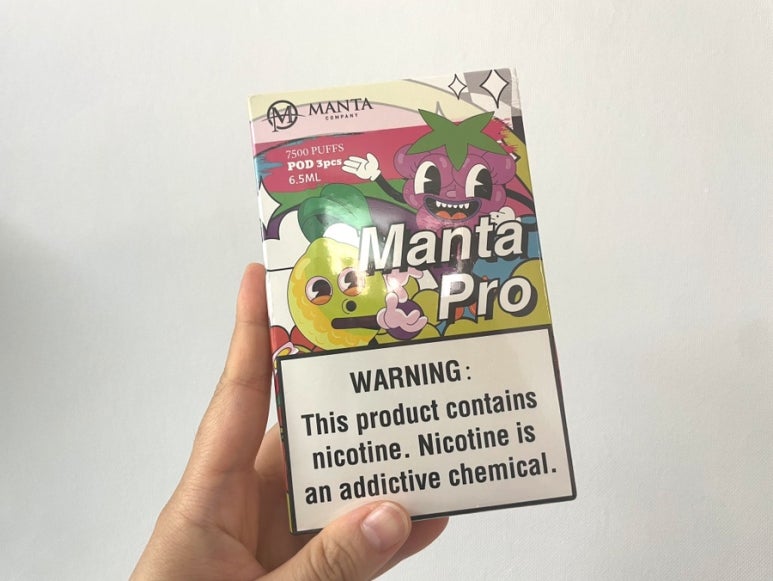 M MANTA
COMPANY
7500 PUFFS
POD 3pcs
6.5ML
Manta
Pro
WARNING:
This product contains
nicotine. Nicotine is
an addictive chemical.